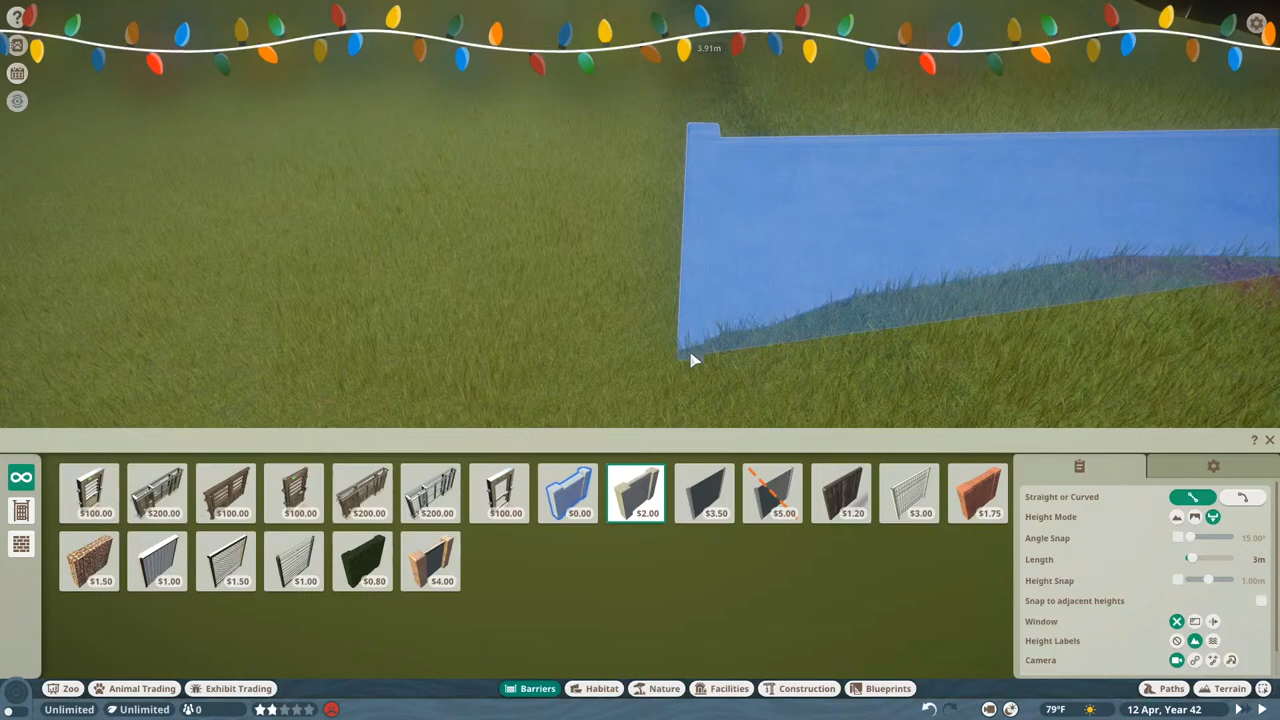 ?
3.91m
? ×
$100.00 $200.00 $100.00 $100.00 $200.00 $200.00 $100.00 $0.00 $2.00 $3.50 $5.00 $1.20 $3.00 $1.75
$1.50 $1.00 $1.50 $1.00 $0.80 $4.00
Straight or Curved
Height Mode
Angle Snap 15.00°
Length 3m
Height Snap 1.00m
Snap to adjacent heights
Window
Height Labels
Camera
Zoo Animal Trading Exhibit Trading Barriers Habitat Nature Facilities Construction Blueprints Paths Terrain
Unlimited Unlimited 0 79°F 12 Apr, Year 42